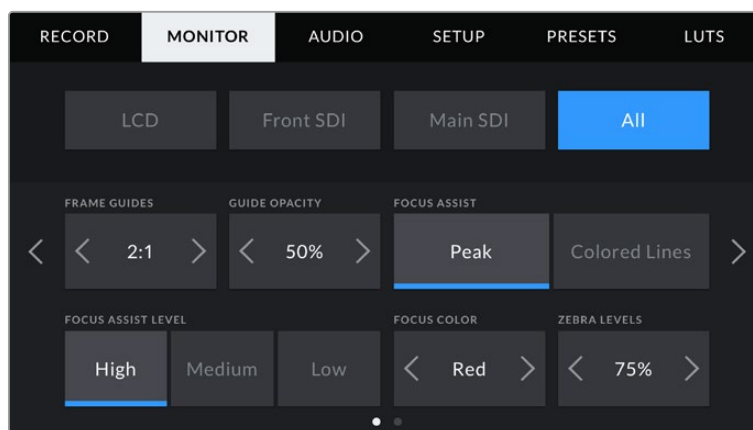 RECORD MONITOR AUDIO SETUP PRESETS LUTS
LCD Front SDI Main SDI All
FRAME GUIDES GUIDE OPACITY FOCUS ASSIST
2:1 50% Peak Colored Lines
FOCUS ASSIST LEVEL FOCUS COLOR ZEBRA LEVELS
High Medium Low Red 75%